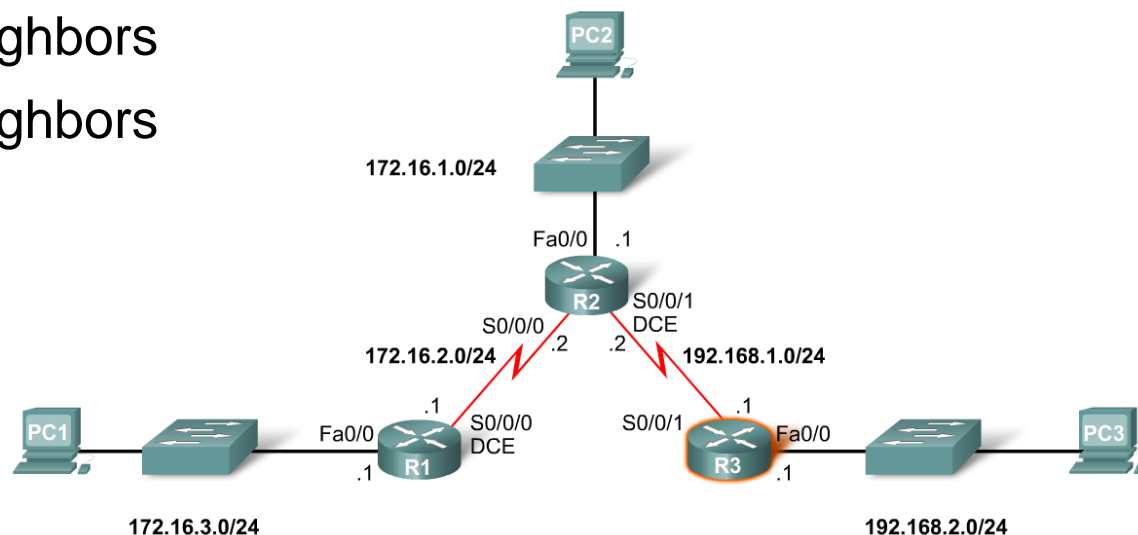 ghbors
ghbors
PC2
172.16.1.0/24
Fa0/0 .1
R2
S0/0/1
DCE
S0/0/0
.2 .2
172.16.2.0/24
192.168.1.0/24
.1 .1
S0/0/0
DCE
S0/0/1
PC1
Fa0/0
R1
.1
R3
Fa0/0
.1
PC3
172.16.3.0/24
192.168.2.0/24